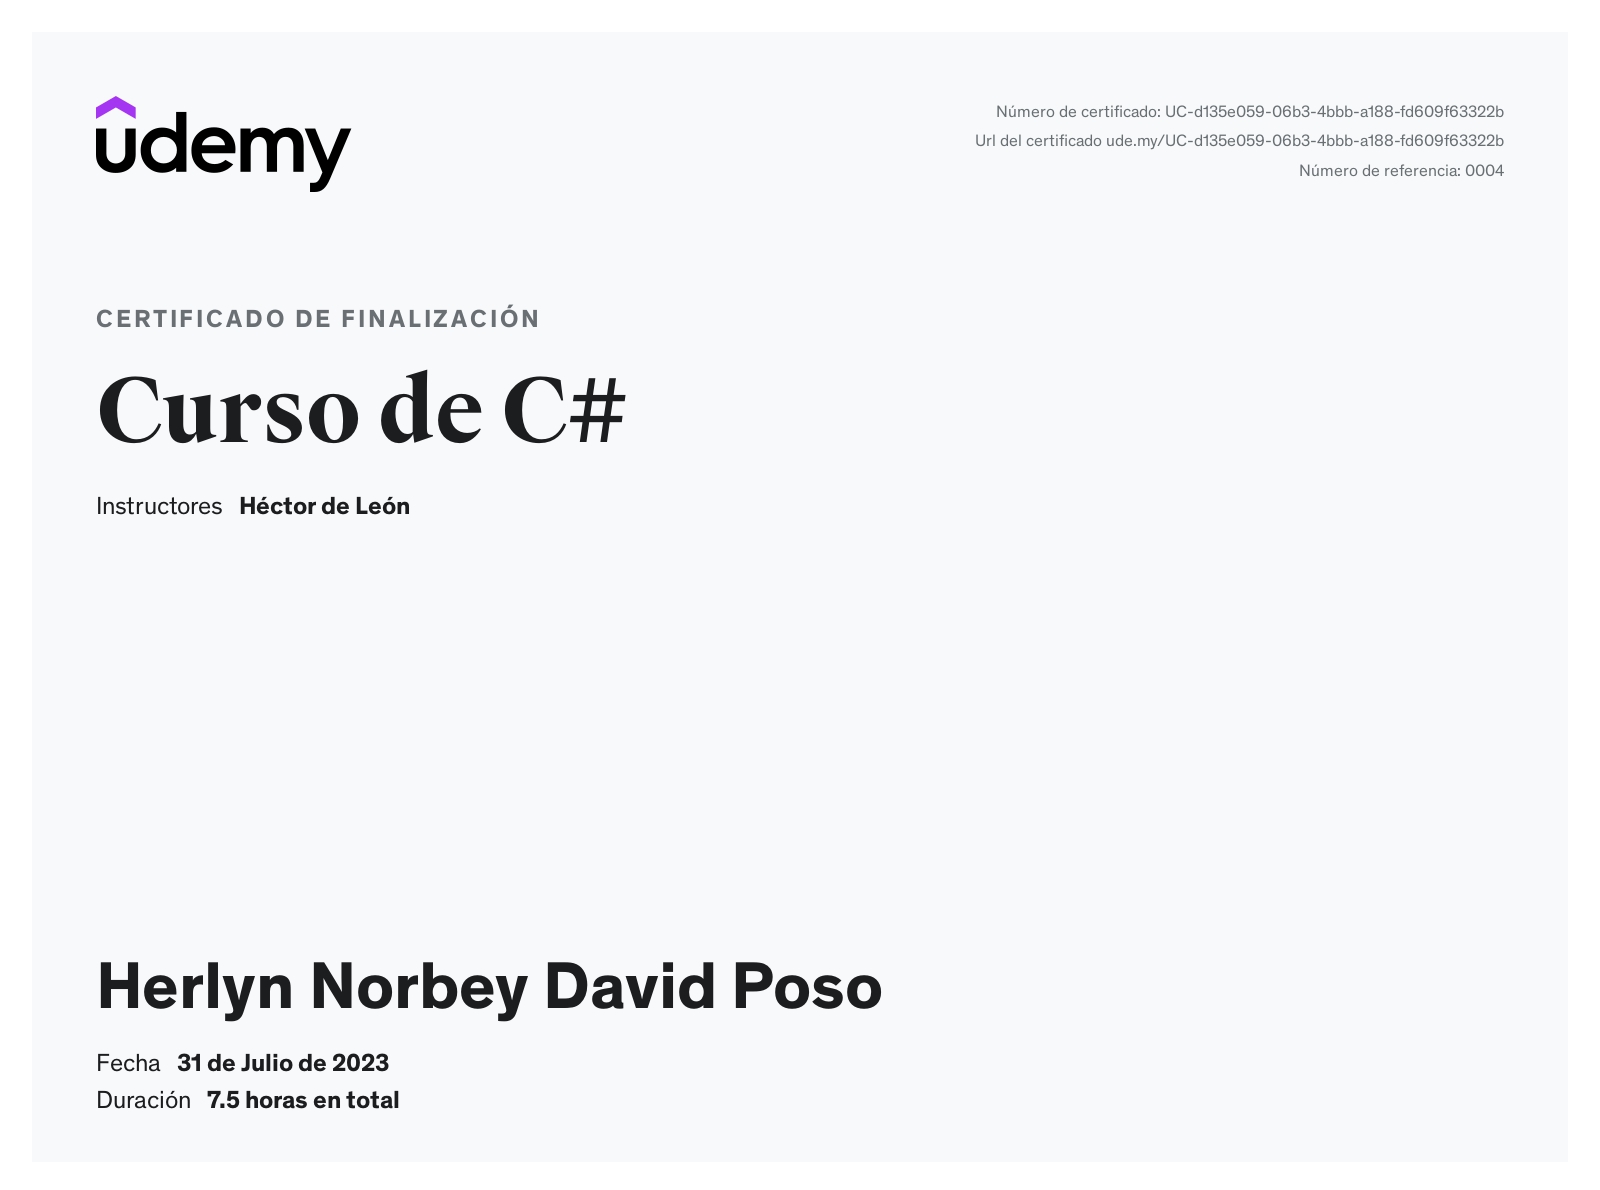 udemy
Número de certificado: UC-d135e059-06b3-4bbb-a188-fd609f63322b
Url del certificado ude.my/UC-d135e059-06b3-4bbb-a188-fd609f63322b
Número de referencia: 0004
CERTIFICADO DE FINALIZACIÓN
Curso de C#
Instructores Héctor de León
Herlyn Norbey David Poso
Fecha 31 de Julio de 2023
Duración 7.5 horas en total